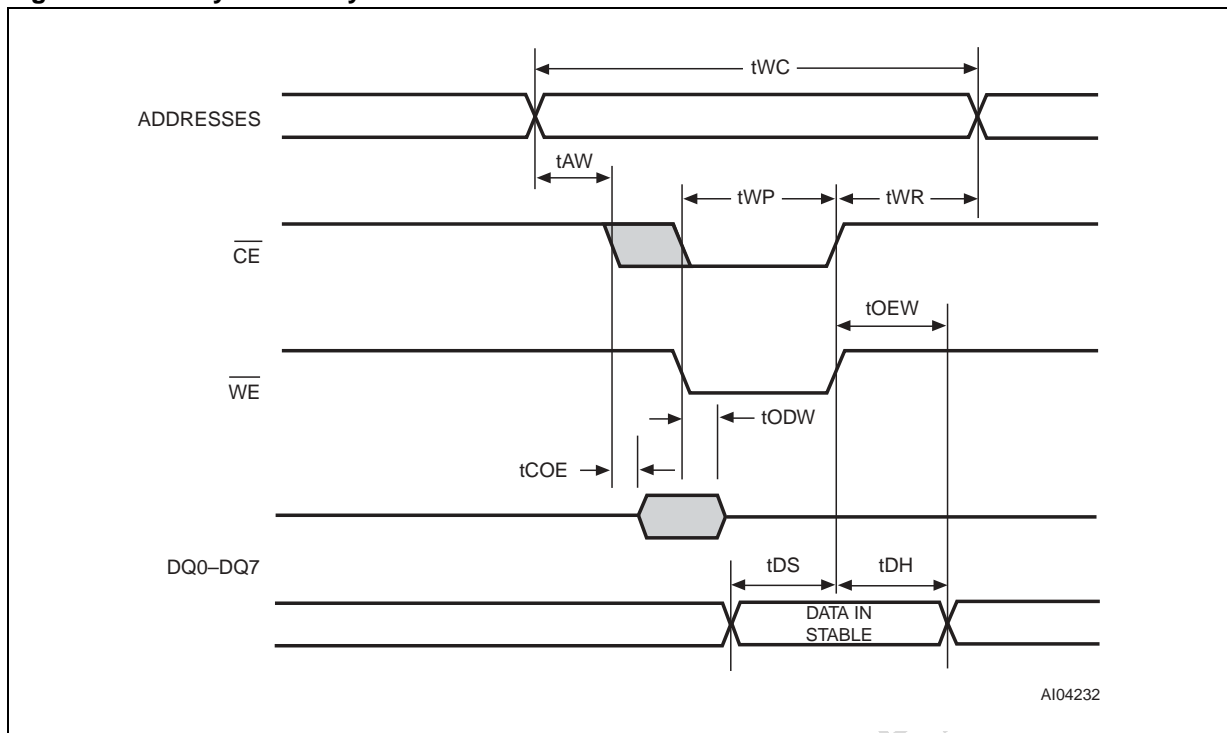 tWC
ADDRESSES
tAW
tWP
tWR
CE
tOEW
WE
tODW
tCOE
DQ0–DQ7
tDS
tDH
DATA IN
STABLE
AI04232